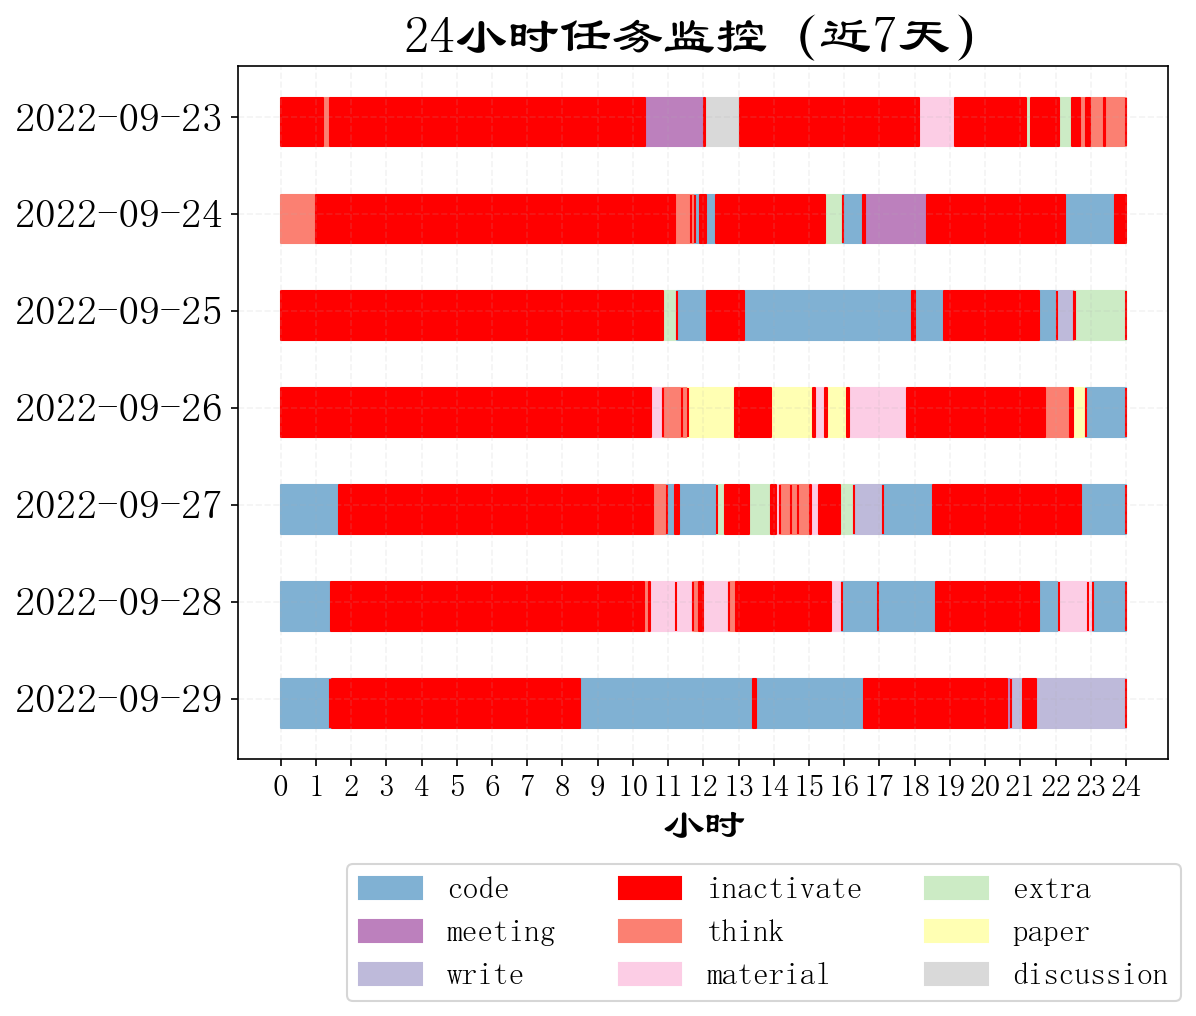 24小时任务监控 (近7天)
2022-09-23
2022-09-24
2022-09-25
2022-09-26
2022-09-27
2022-09-28
2022-09-29
0 1 2 3 4 5 6 7 8 9 10 11 12 13 14 15 16 17 18 19 20 21 22 23 24
小时
code inactivate extra
meeting think paper
write material discussion